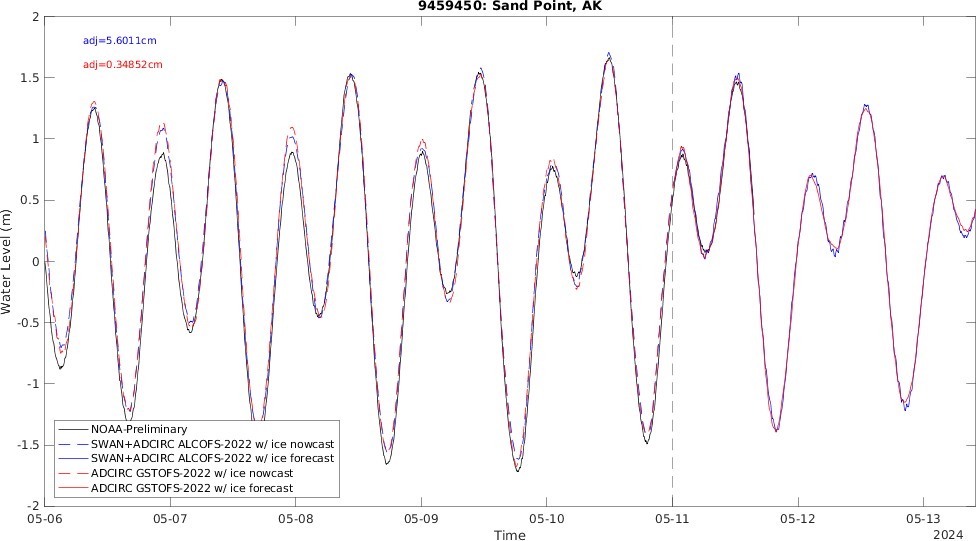 9459450: Sand Point, AK
adj=5.6011cm
adj=0.34852cm
2
1.5
1
0.5
0
-0.5
-1
-1.5
-2
Water Level (m)
NOAA-Preliminary
SWAN+ADCIRC ALCOFS-2022 w/ ice nowcast
SWAN+ADCIRC ALCOFS-2022 w/ ice forecast
ADCIRC GSTOFS-2022 w/ ice nowcast
ADCIRC GSTOFS-2022 w/ ice forecast
05-06 05-07 05-08 05-09 05-10 05-11 05-12 05-13
Time
2024